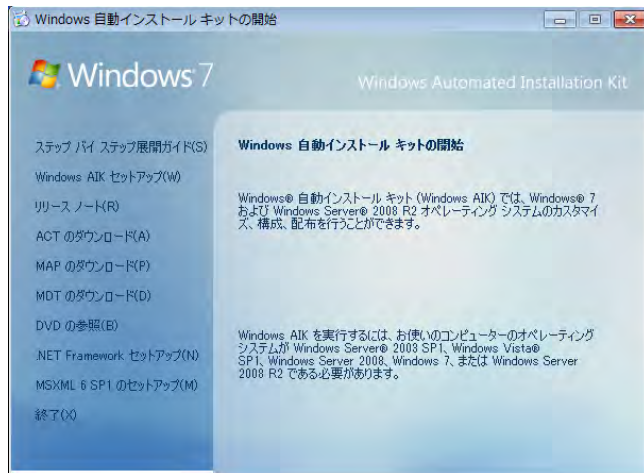 Windows 自動インストール キットの開始
Windows 7
Windows Automated Installation Kit
ステップ バイ ステップ展開ガイド(S)
Windows AIK セットアップ(W)
リリース ノート(R)
ACT のダウンロード(A)
MAP のダウンロード(P)
MDT のダウンロード(D)
DVD の参照(B)
.NET Framework セットアップ(N)
MSXML 6 SP1 のセットアップ(M)
終了(X)
Windows 自動インストール キットの開始
Windows® 自動インストール キット (Windows AIK) では、Windows® 7
および Windows Server® 2008 R2 オペレーティング システムのカスタマイ
ズ、構成、配布を行うことができます。
Windows AIK を実行するには、お使いのコンピューターのオペレーティング
システムが Windows Server® 2003 SP1、Windows Vista®
SP1、Windows Server 2008、Windows 7、または Windows Server
2008 R2 である必要があります。